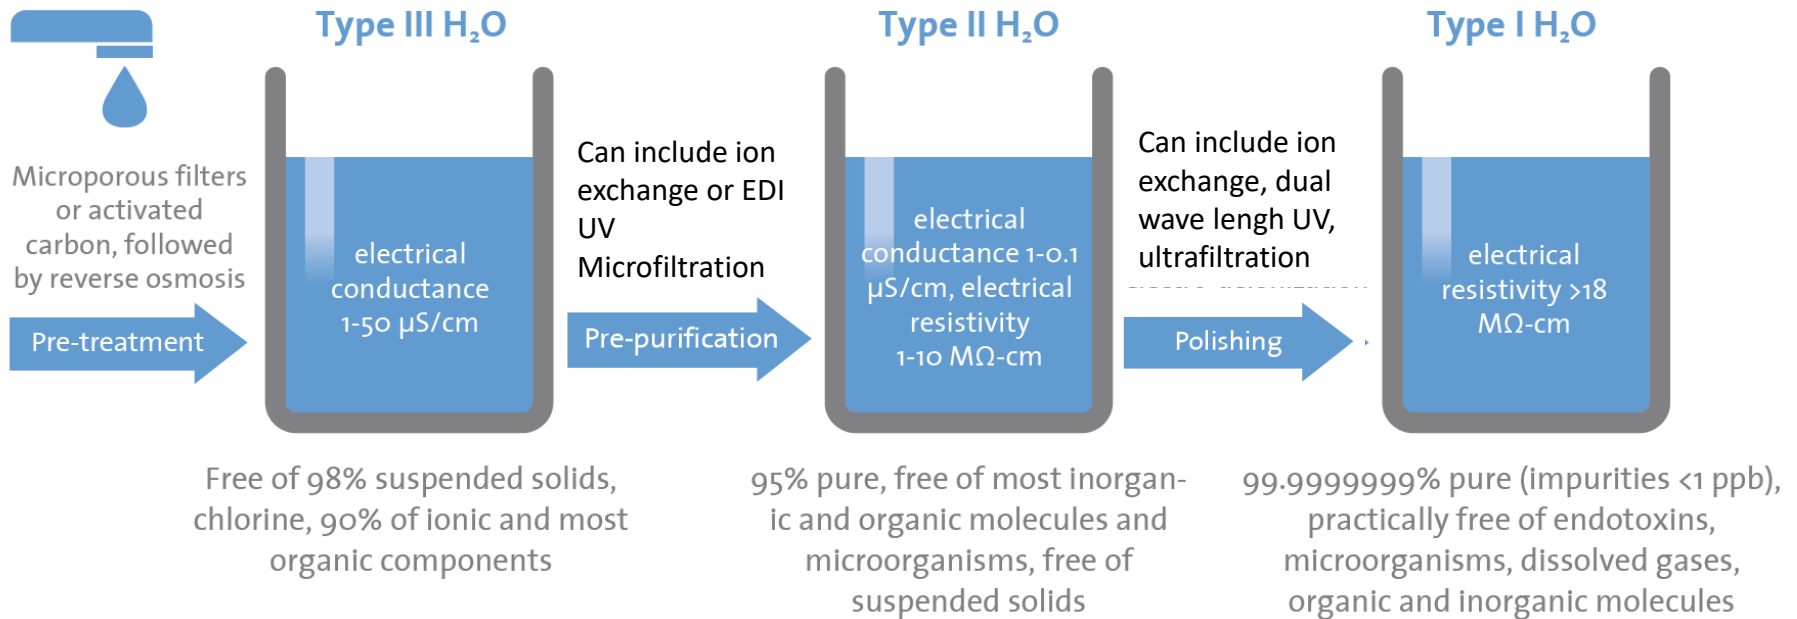 Type III H₂O
Type II H₂O
Type I H₂O
Microporous filters
or activated
carbon, followed
by reverse osmosis
Pre-treatment
electrical
conductance
1-50 µS/cm
Can include ion
exchange or EDI
UV
Microfiltration
Pre-purification
electrical
conductance 1-0.1
µS/cm, electrical
resistivity
1-10 MΩ-cm
Can include ion
exchange, dual
wave lengh UV,
ultrafiltration
Polishing
electrical
resistivity >18
MΩ-cm
Free of 98% suspended solids,
chlorine, 90% of ionic and most
organic components
95% pure, free of most inorgan-
ic and organic molecules and
microorganisms, free of
suspended solids
99.9999999% pure (impurities <1 ppb),
practically free of endotoxins,
microorganisms, dissolved gases,
organic and inorganic molecules